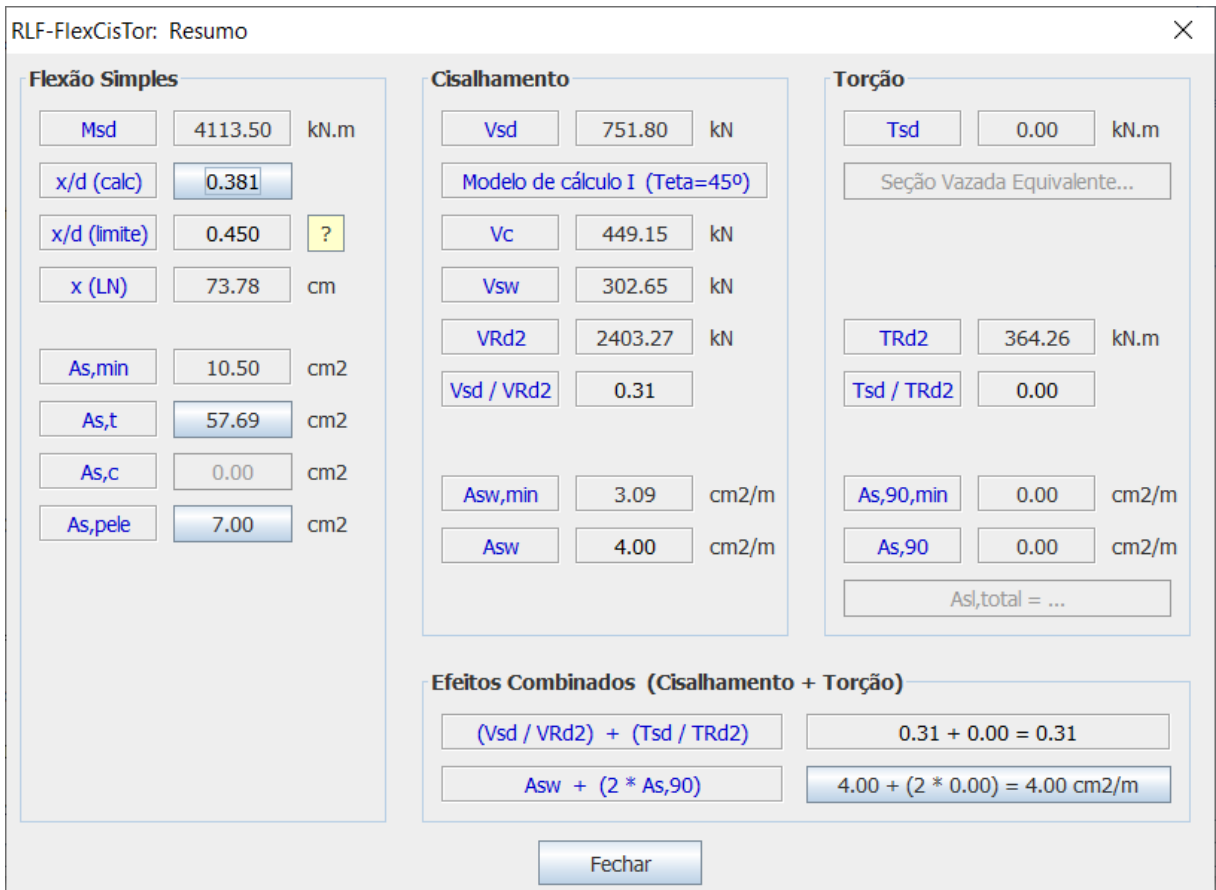 RLF-FlexCisTor: Resumo
Flexão Simples
Msd 4113.50 kN.m
x/d (calc) 0.381
x/d (limite) 0.450 ?
x (LN) 73.78 cm
As,min 10.50 cm2
As,t 57.69 cm2
As,c 0.00 cm2
As,pele 7.00 cm2
Cisalhamento
Vsd 751.80 kN
Modelo de cálculo I (Teta=45º)
Vc 449.15 kN
Vsw 302.65 kN
VRd2 2403.27 kN
Vsd / VRd2 0.31
Asw,min 3.09 cm2/m
Asw 4.00 cm2/m
Torção
Tsd 0.00 kN.m
Seção Vazada Equivalente...
TRd2 364.26 kN.m
Tsd / TRd2 0.00
As,90,min 0.00 cm2/m
As,90 0.00 cm2/m
Asl,total = ...
Efeitos Combinados (Cisalhamento + Torção)
(Vsd / VRd2) + (Tsd / TRd2) 0.31 + 0.00 = 0.31
Asw + (2 * As,90) 4.00 + (2 * 0.00) = 4.00 cm2/m
Fechar